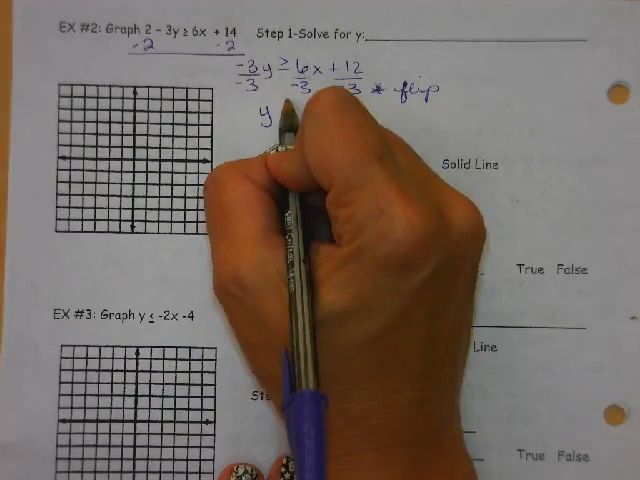 EX #2: Graph 2 - 3y ≥ 6x + 14 Step 1-Solve for y:
-2 -2
-3y ≥ 6x + 12
-3 -3 -3 * flip
y
Solid Line
True False
EX #3: Graph y ≤ -2x -4
Line
Ste
True False